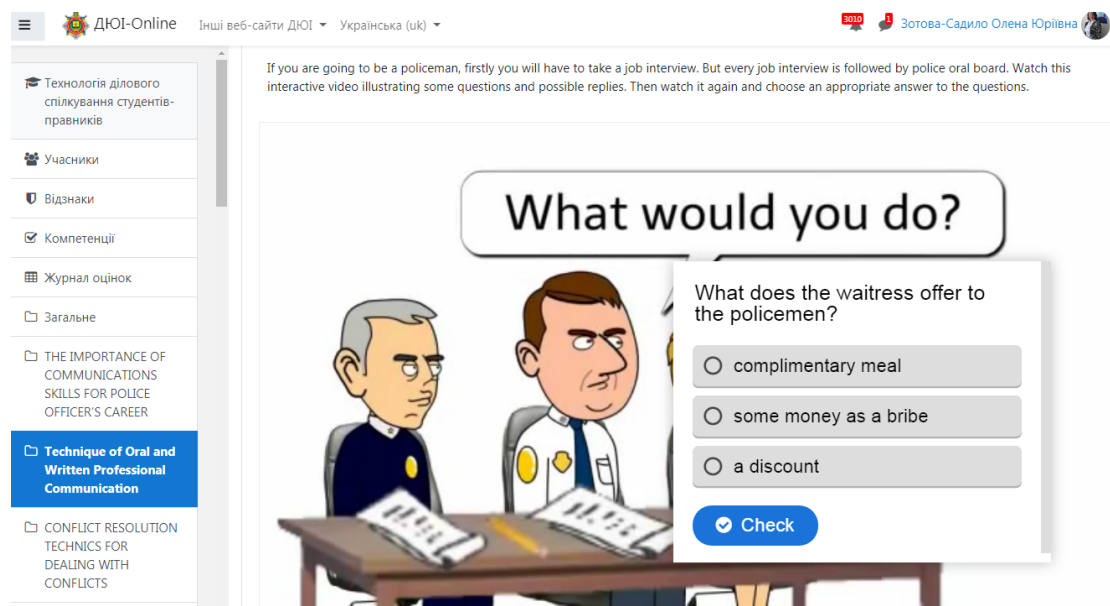 ДЮІ-Online
Інші веб-сайти ДЮІ
Українська (uk)
3010
1
Зотова-Садило Олена Юріївна
Технологія ділового
спілкування студентів-
правників
Учасники
Відзнаки
Компетенції
Журнал оцінок
Загальне
THE IMPORTANCE OF
COMMUNICATIONS
SKILLS FOR POLICE
OFFICER'S CAREER
Technique of Oral and
Written Professional
Communication
CONFLICT RESOLUTION
TECHNICS FOR
DEALING WITH
CONFLICTS
If you are going to be a policeman, firstly you will have to take a job interview. But every job interview is followed by police oral board. Watch this
interactive video illustrating some questions and possible replies. Then watch it again and choose an appropriate answer to the questions.
What would you do?
What does the waitress offer to
the policemen?
complimentary meal
some money as a bribe
a discount
Check